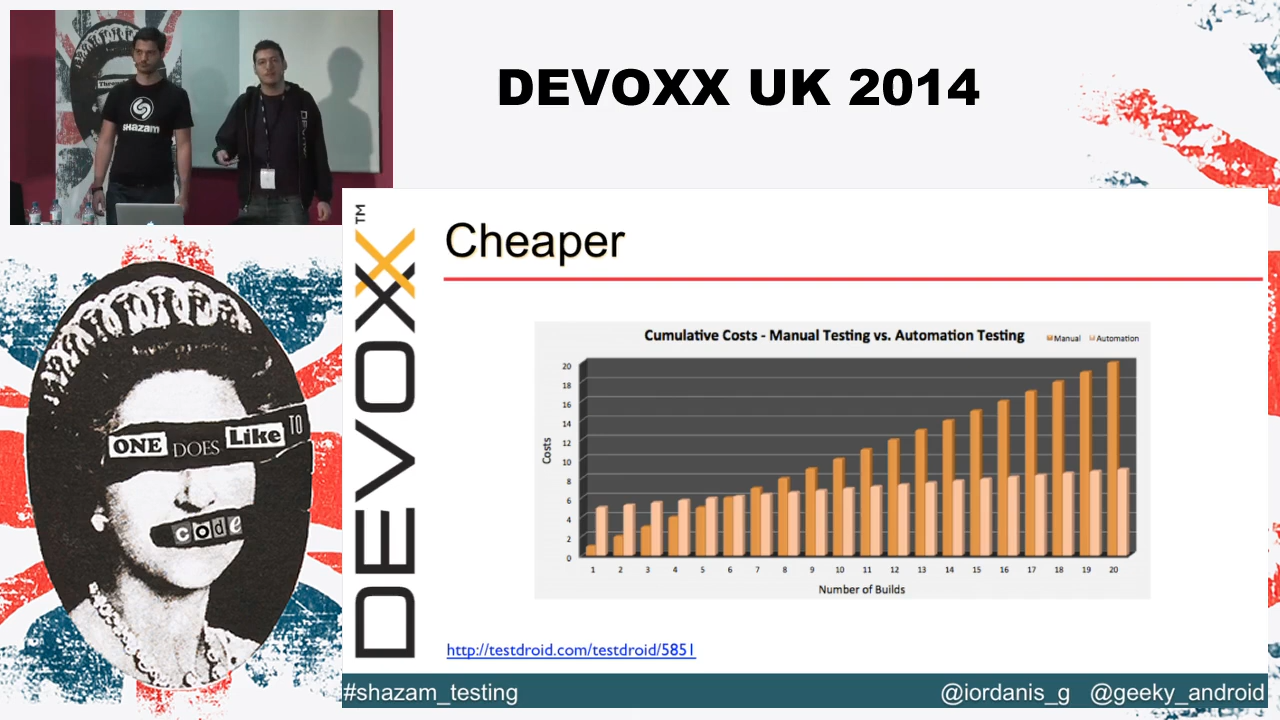 SHAZAM
DEVOXX UK 2014
DEVOXX™
Cheaper
Cumulative Costs - Manual Testing vs. Automation Testing
Manual Automation
Costs
20
18
16
14
12
10
8
6
4
2
0
1 2 3 4 5 6 7 8 9 10 11 12 13 14 15 16 17 18 19 20
Number of Builds
http://testdroid.com/testdroid/5851
#shazam_testing @iordanis_g @geeky_android
ONE DOES Like TO
code